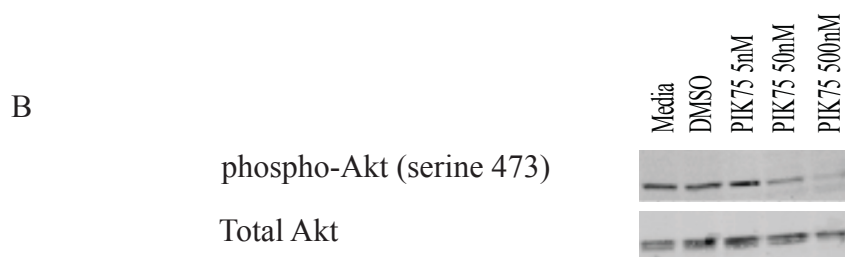 B
Media
DMSO
PIK75 5nM
PIK75 50nM
PIK75 500nM
phospho-Akt (serine 473)
Total Akt